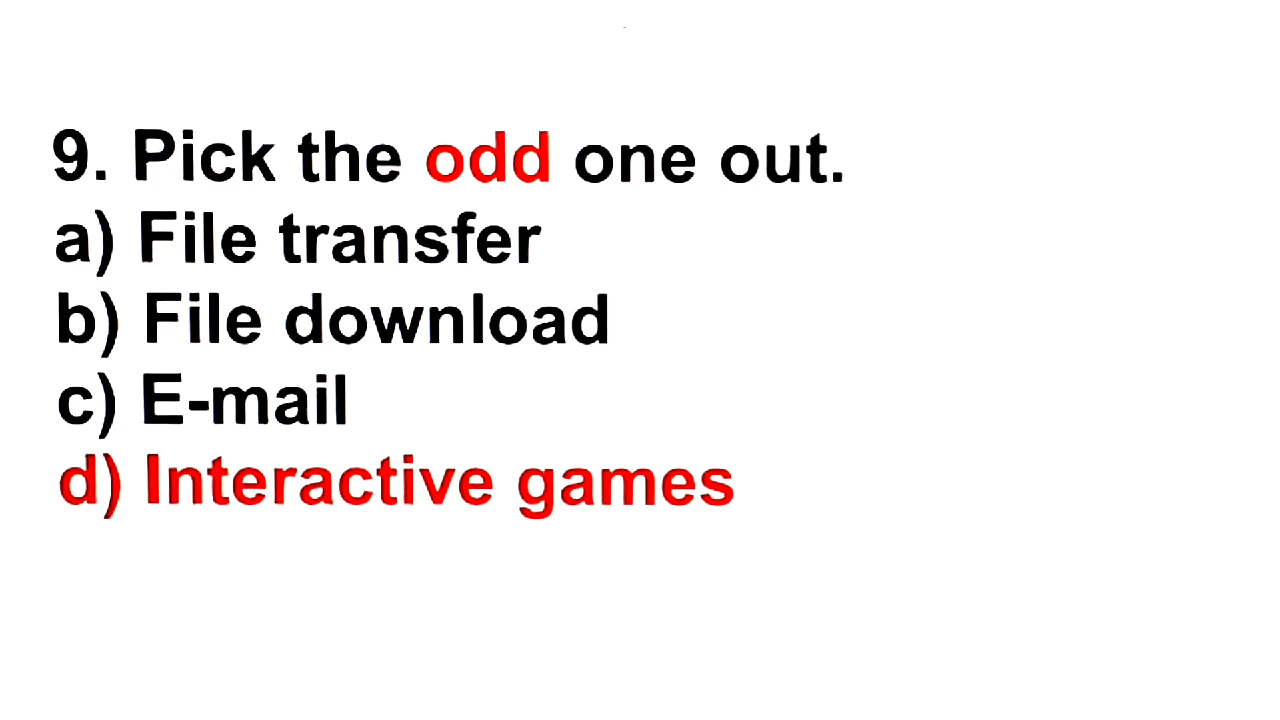 9. Pick the odd one out.
a) File transfer
b) File download
c) E-mail
d) Interactive games